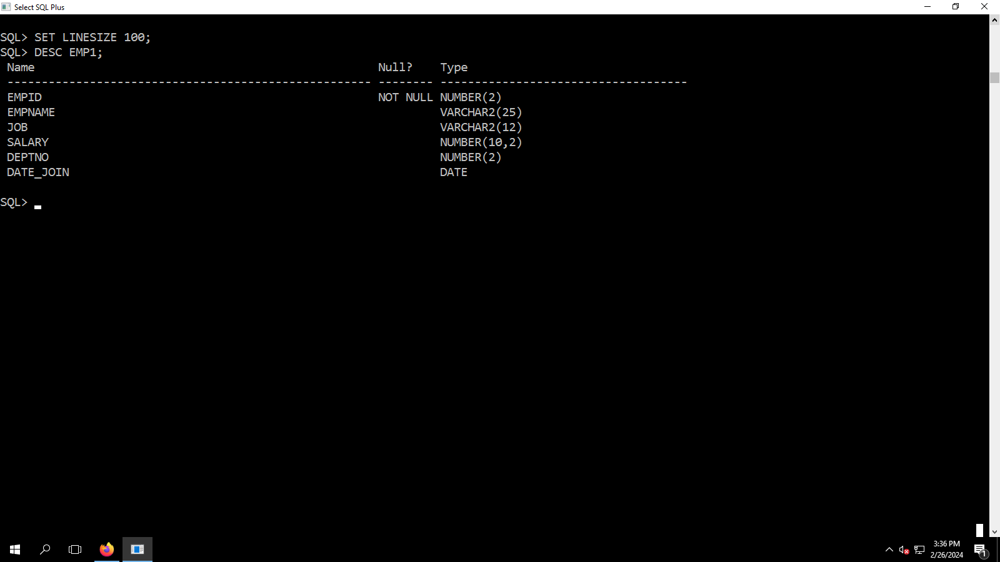 Select SQL Plus
SQL> SET LINESIZE 100;
SQL> DESC EMP1;
Name Null? Type
----------------------------------------------------- -------- ------------------------------------
EMPID NOT NULL NUMBER(2)
EMPNAME VARCHAR2(25)
JOB VARCHAR2(12)
SALARY NUMBER(10,2)
DEPTNO NUMBER(2)
DATE_JOIN DATE
SQL>
3:36 PM
2/26/2024
1